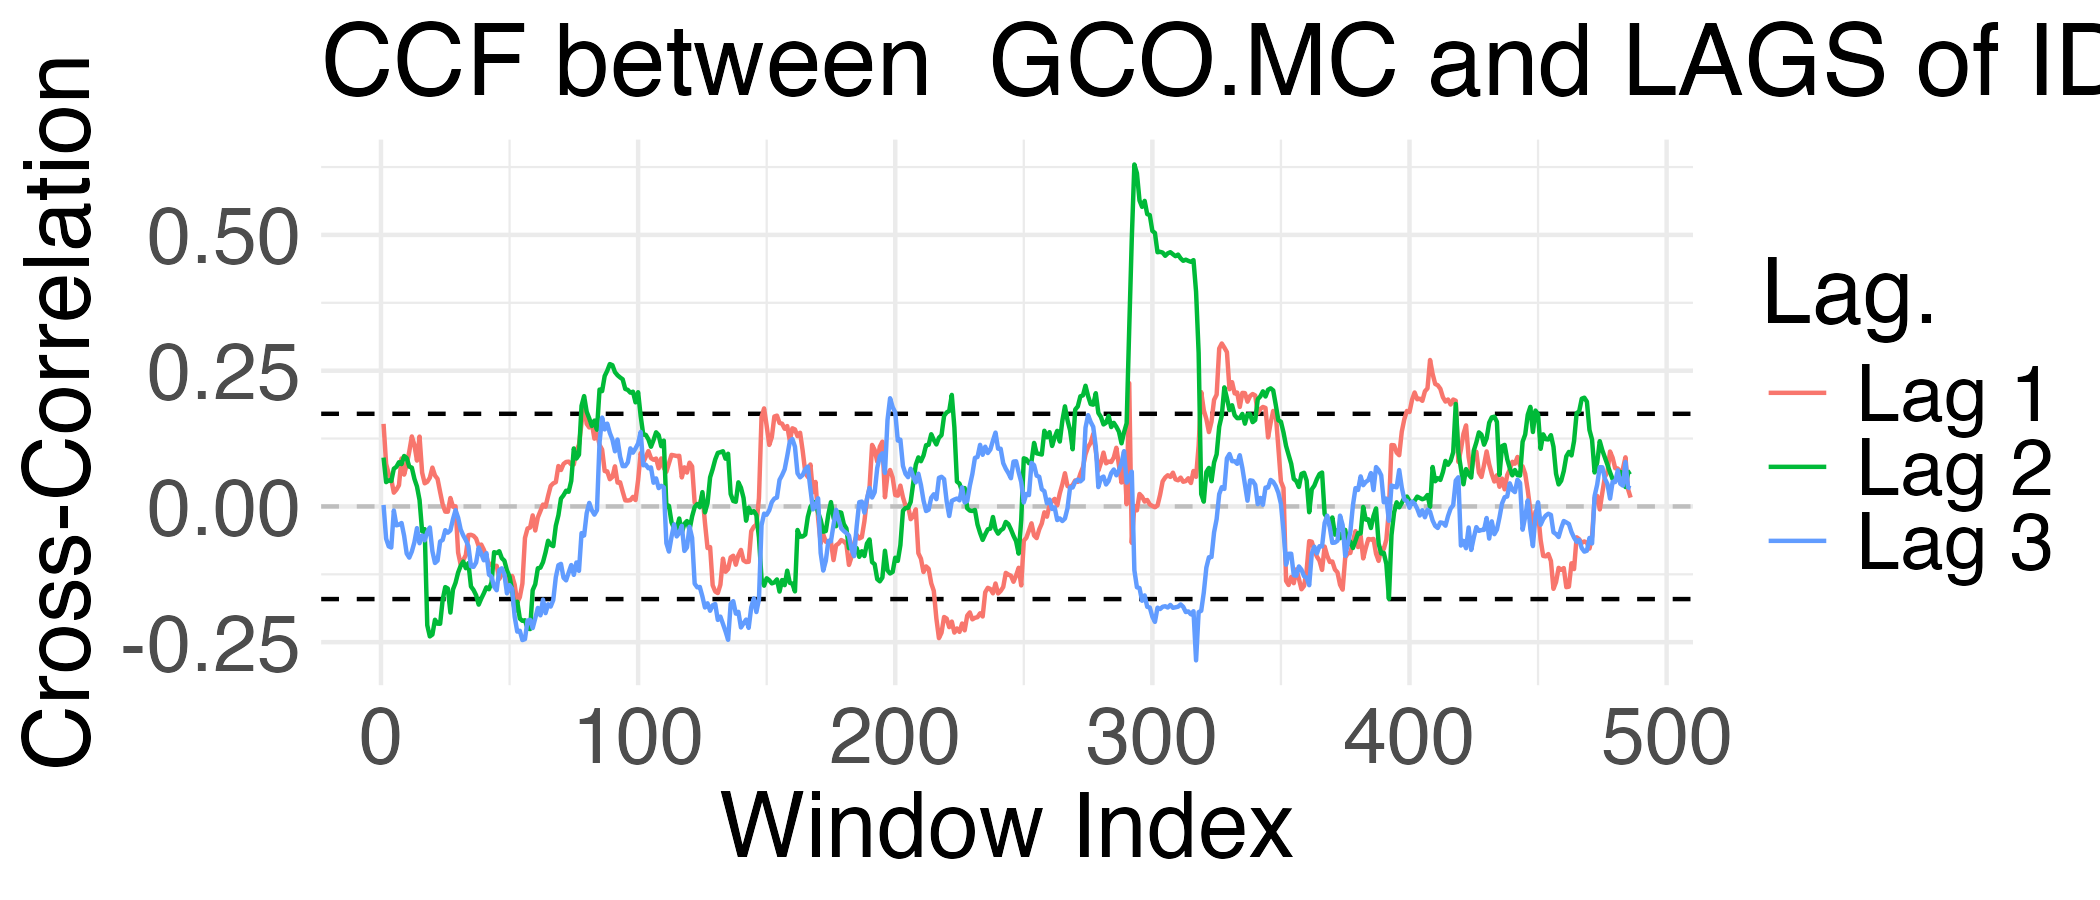 CCF between  GCO.MC and LAGS of ID
Cross-Correlation
0.50
0.25
0.00
-0.25
0
100
200
300
400
500
Window Index
Lag.
Lag 1
Lag 2
Lag 3